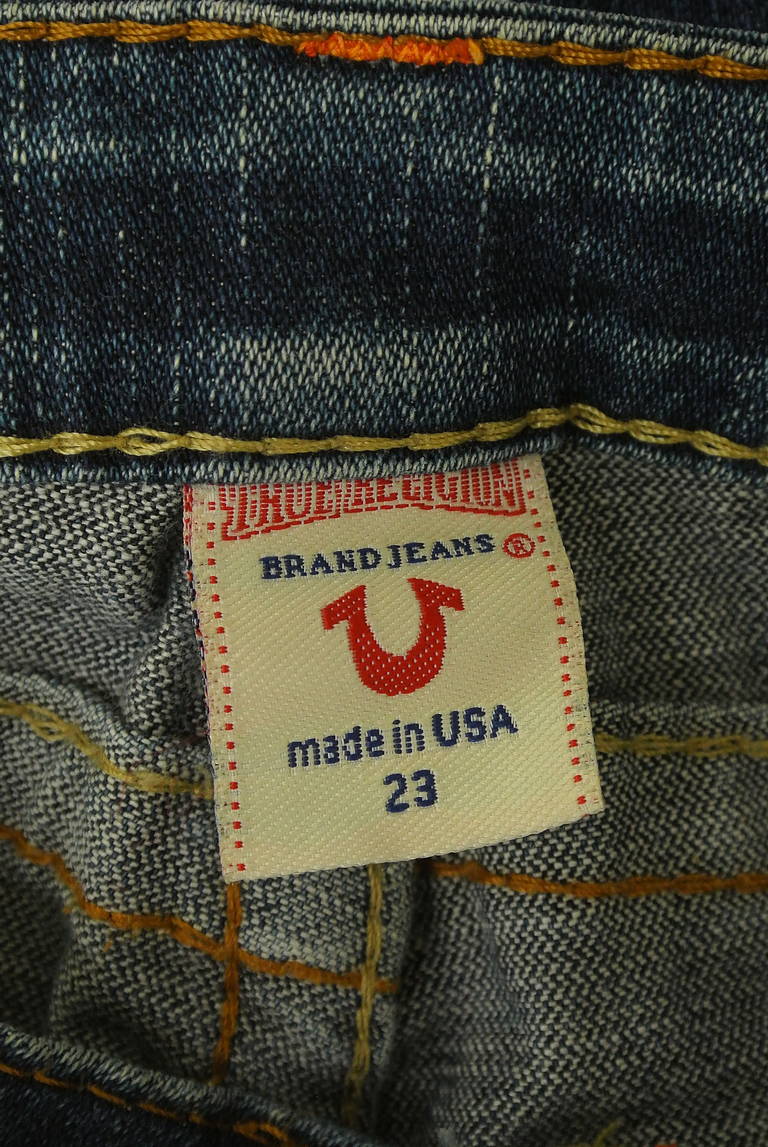 TRUE RELIGION
BRAND JEANS ®
made in USA
23